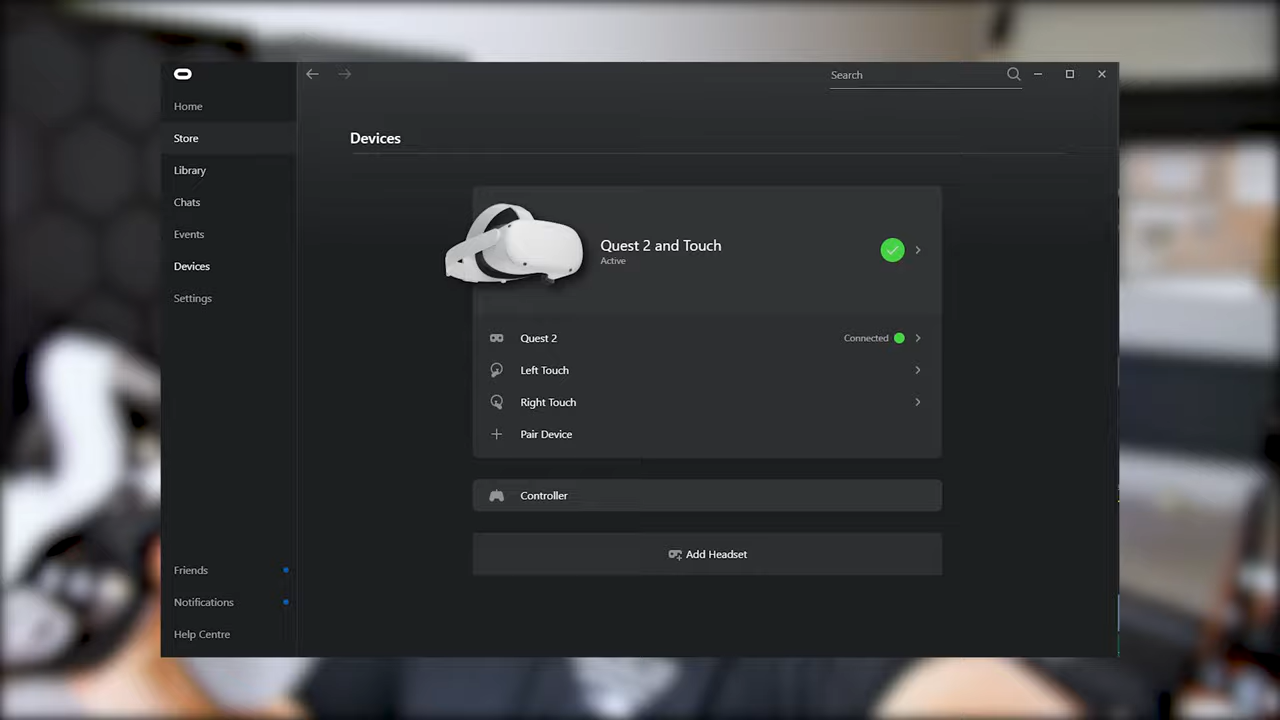 Search
Home
Store
Library
Chats
Events
Devices
Settings
Friends
Notifications
Help Centre
Devices
Quest 2 and Touch
Active
Quest 2
Connected
Left Touch
Right Touch
Pair Device
Controller
Add Headset